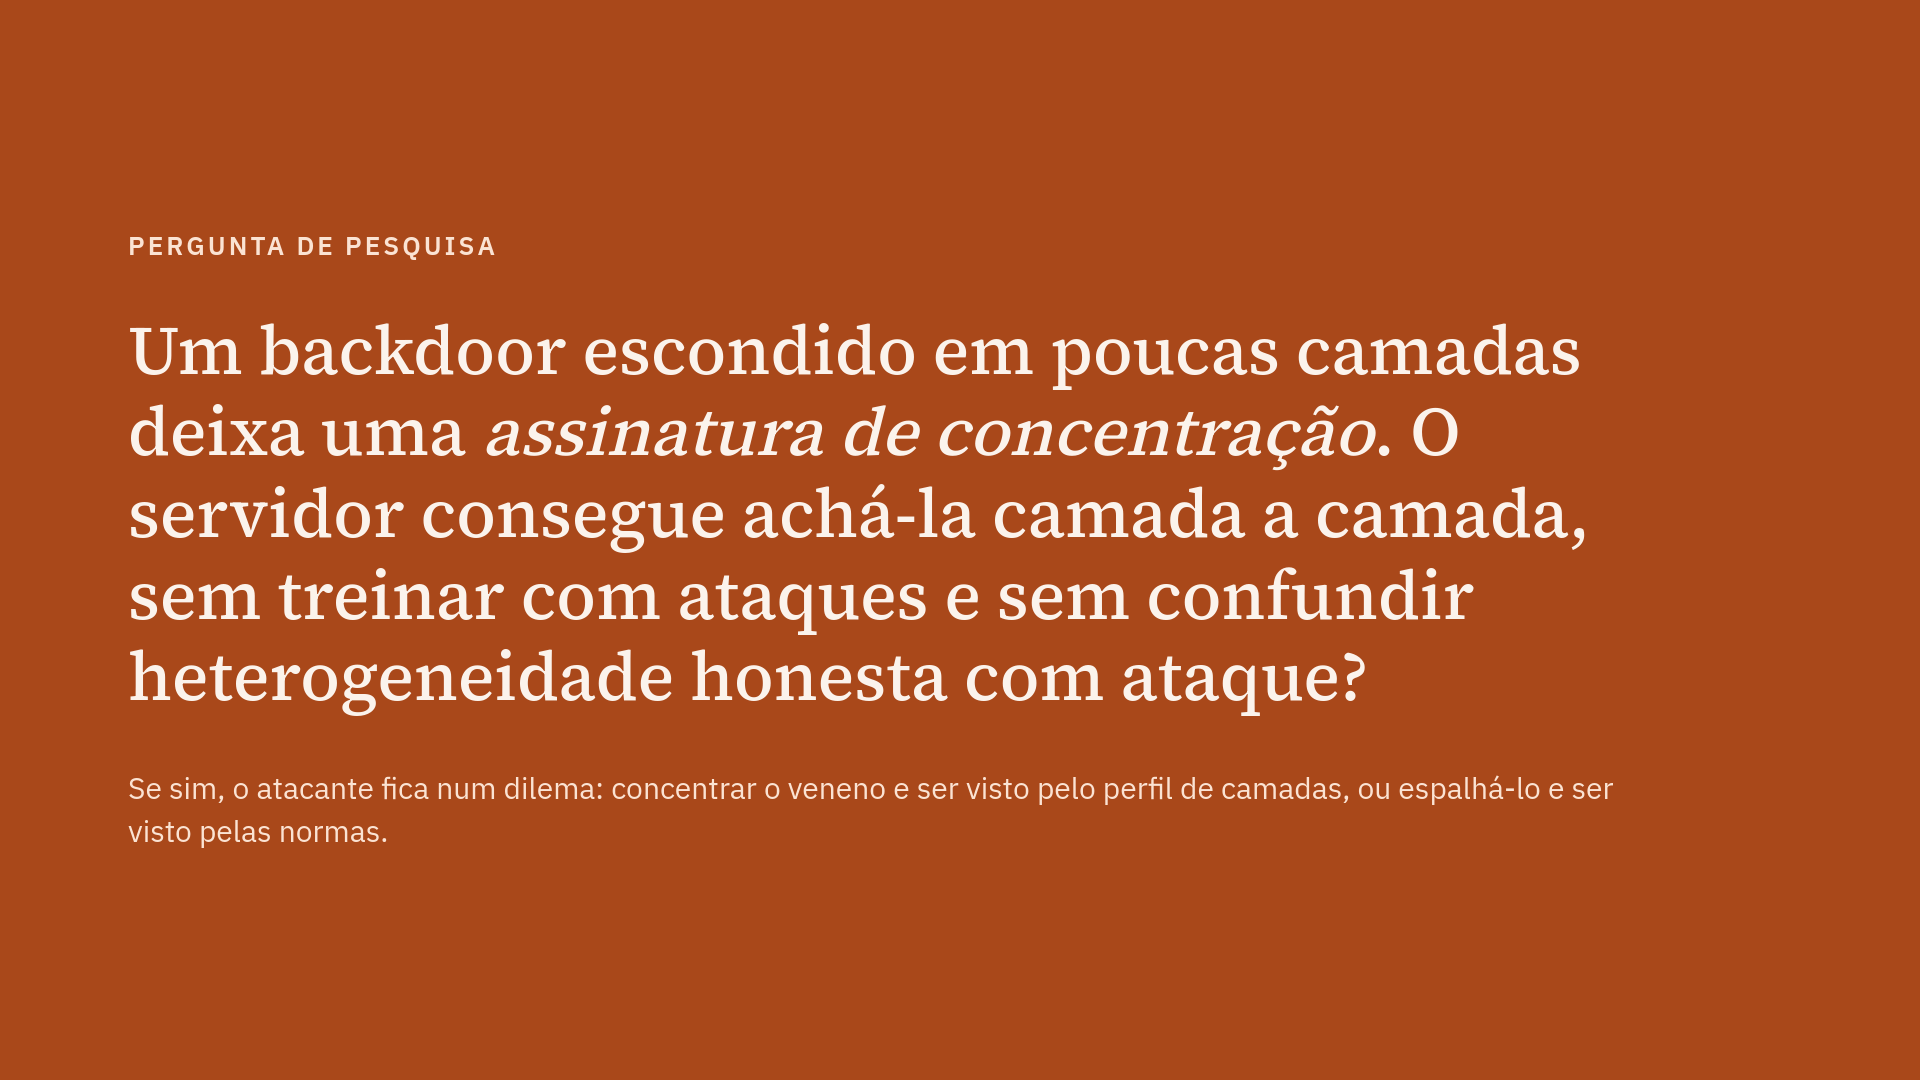 PERGUNTA DE PESQUISA
Um backdoor escondido em poucas camadas
deixa uma assinatura de concentração. O
servidor consegue achá-la camada a camada,
sem treinar com ataques e sem confundir
heterogeneidade honesta com ataque?
Se sim, o atacante fica num dilema: concentrar o veneno e ser visto pelo perfil de camadas, ou espalhá-lo e ser
visto pelas normas.